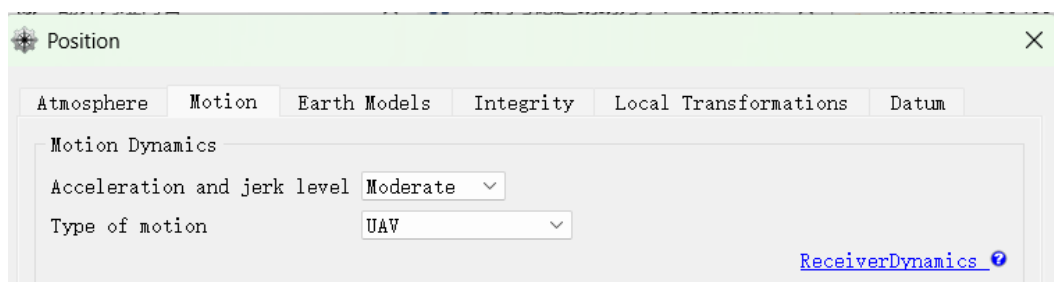 Position
Atmosphere Motion Earth Models Integrity Local Transformations Datum
Motion Dynamics
Acceleration and jerk level Moderate
Type of motion UAV
ReceiverDynamics